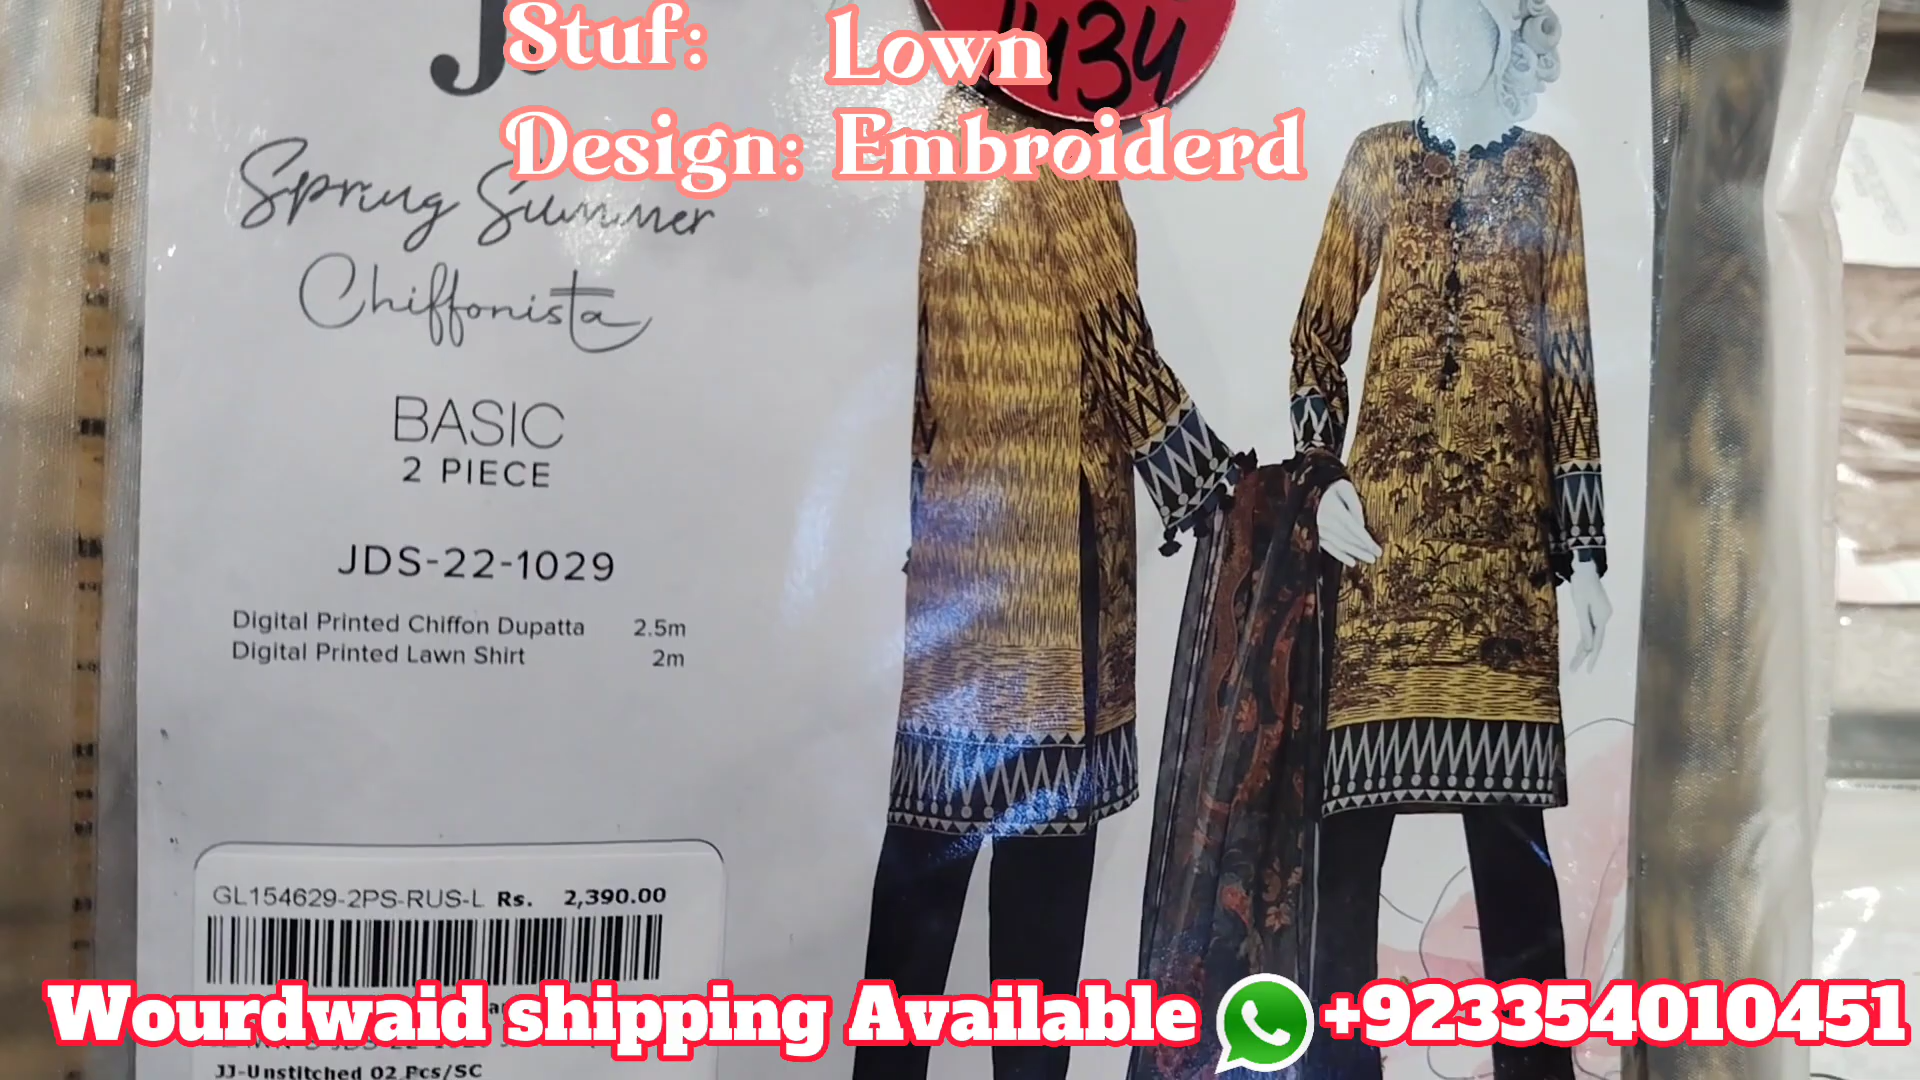 J.
1434
Stuf: Lown
Design: Embroiderd
Spring Summer
Chiffonista
BASIC
2 PIECE
JDS-22-1029
Digital Printed Chiffon Dupatta 2.5m
Digital Printed Lawn Shirt 2m
GL154629-2PS-RUS-L Rs. 2,390.00
Wourdwaid shipping Available +923354010451
JJ-Unstitched 02 Pcs/SC